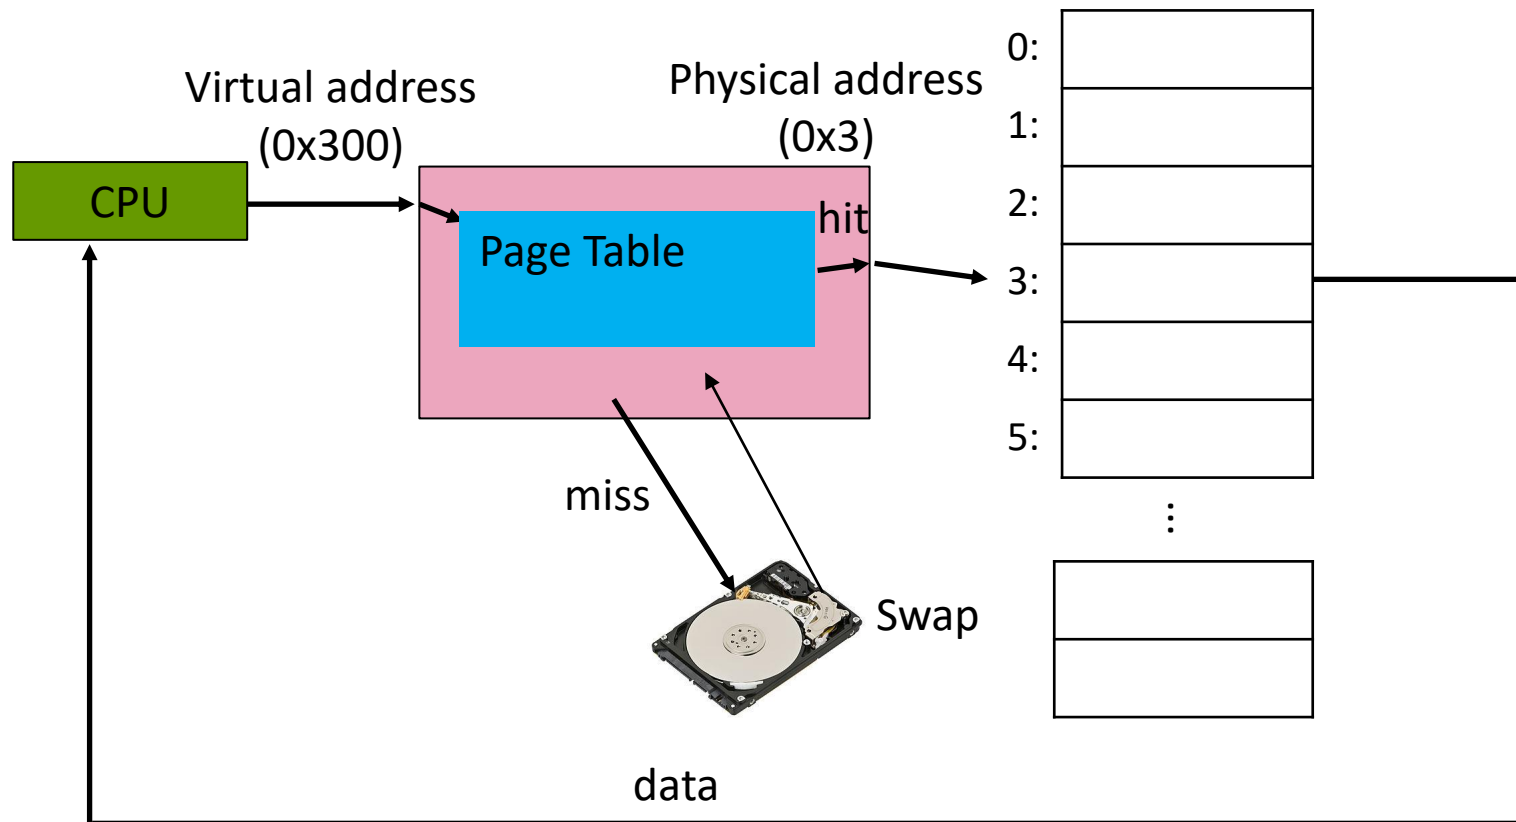 Virtual address
(0x300)
Physical address
(0x3)
CPU
Page Table
hit
miss
Swap
data
0:
1:
2:
3:
4:
5:
...